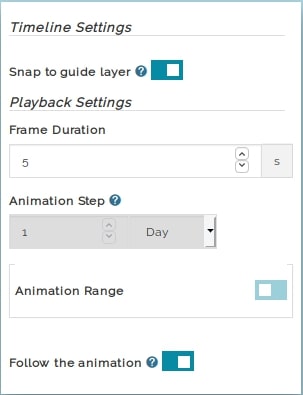 Timeline Settings
Snap to guide layer ?
Playback Settings
Frame Duration
5 s
Animation Step ?
1 Day
Animation Range
Follow the animation ?